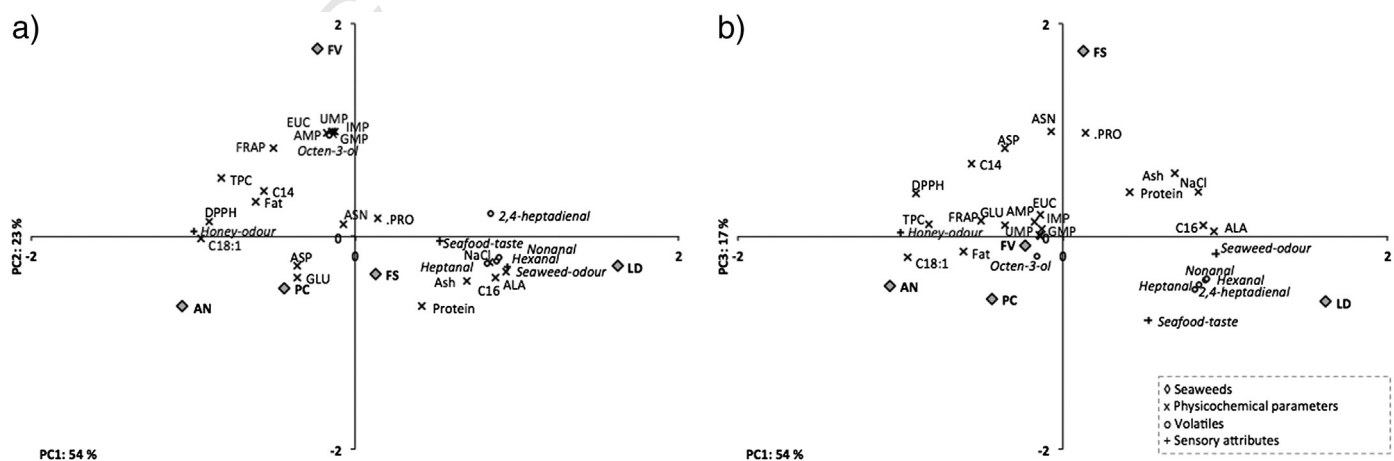 a)
2
FV
EUC UMP
IMP
AMP GMP
Octen-3-ol
FRAP
TPC
C14
Fat
DPPH
Honey-odour
C18:1
ASN
.PRO
2,4-heptadienal
PC2: 23 %
-2
0
2
Seafood-taste
Nonanal
NaCl
Hexanal
Heptanal
Seaweed-odour
ASP
GLU
FS
LD
Ash
C16
ALA
PC
AN
Protein
-2
PC1: 54 %
b)
2
FS
ASN
.PRO
ASP
C14
Ash
NaCl
DPPH
Protein
EUC
TPC
FRAP
GLU
AMP
IMP
C16
ALA
Honey-odour
UMP
GMP
PC3: 17 %
-2
0
2
FV
Seaweed-odour
C18:1
Fat
Octen-3-ol
Nonanal
Hexanal
Heptanal
2,4-heptadienal
AN
PC
LD
Seafood-taste
-2
PC1: 54 %
Seaweeds
Physicochemical parameters
Volatiles
Sensory attributes